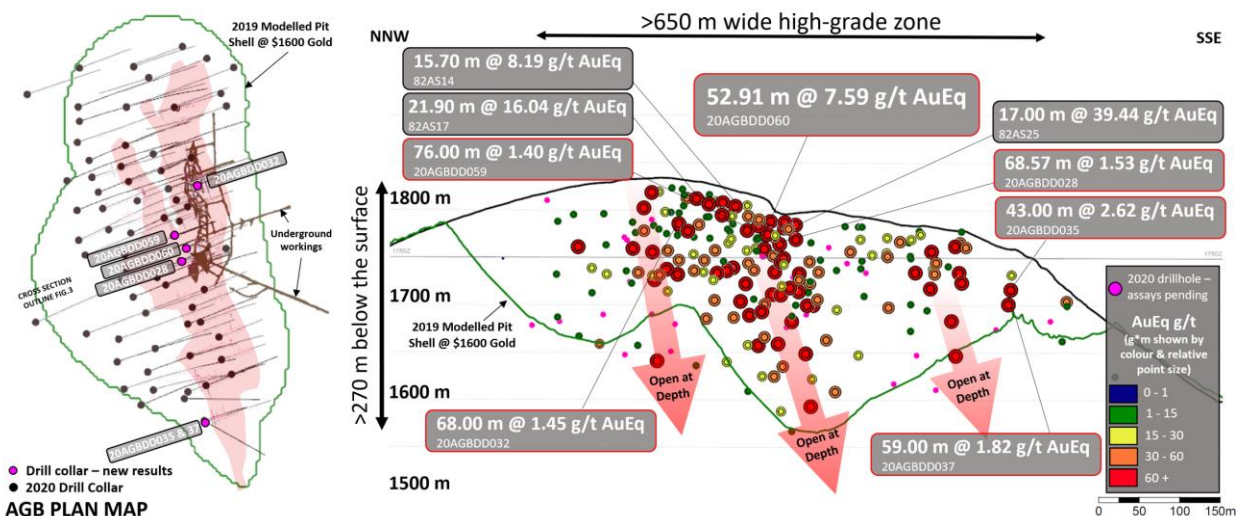 2019 Modelled Pit
Shell @ $1600 Gold
20AGBDD032
20AGBDD059
20AGBDD060
20AGBDD028
Underground
workings
CROSS SECTION
OUTLINE FIG.3
20AGBDD035 & 37
Drill collar – new results
2020 Drill Collar
AGB PLAN MAP
>650 m wide high-grade zone
NNW
SSE
15.70 m @ 8.19 g/t AuEq
82AS14
21.90 m @ 16.04 g/t AuEq
82AS17
76.00 m @ 1.40 g/t AuEq
20AGBDD059
52.91 m @ 7.59 g/t AuEq
20AGBDD060
17.00 m @ 39.44 g/t AuEq
82AS25
68.57 m @ 1.53 g/t AuEq
20AGBDD028
43.00 m @ 2.62 g/t AuEq
20AGBDD035
>270 m below the surface
1800 m
1700 m
1600 m
1500 m
2019 Modelled Pit
Shell @ $1600 Gold
Open at
Depth
Open at
Depth
Open at
Depth
68.00 m @ 1.45 g/t AuEq
20AGBDD032
59.00 m @ 1.82 g/t AuEq
20AGBDD037
2020 drillhole –
assays pending
AuEq g/t
(g*m shown by
colour & relative
point size)
0 - 1
1 - 15
15 - 30
30 - 60
60 +
0 50 100 150m